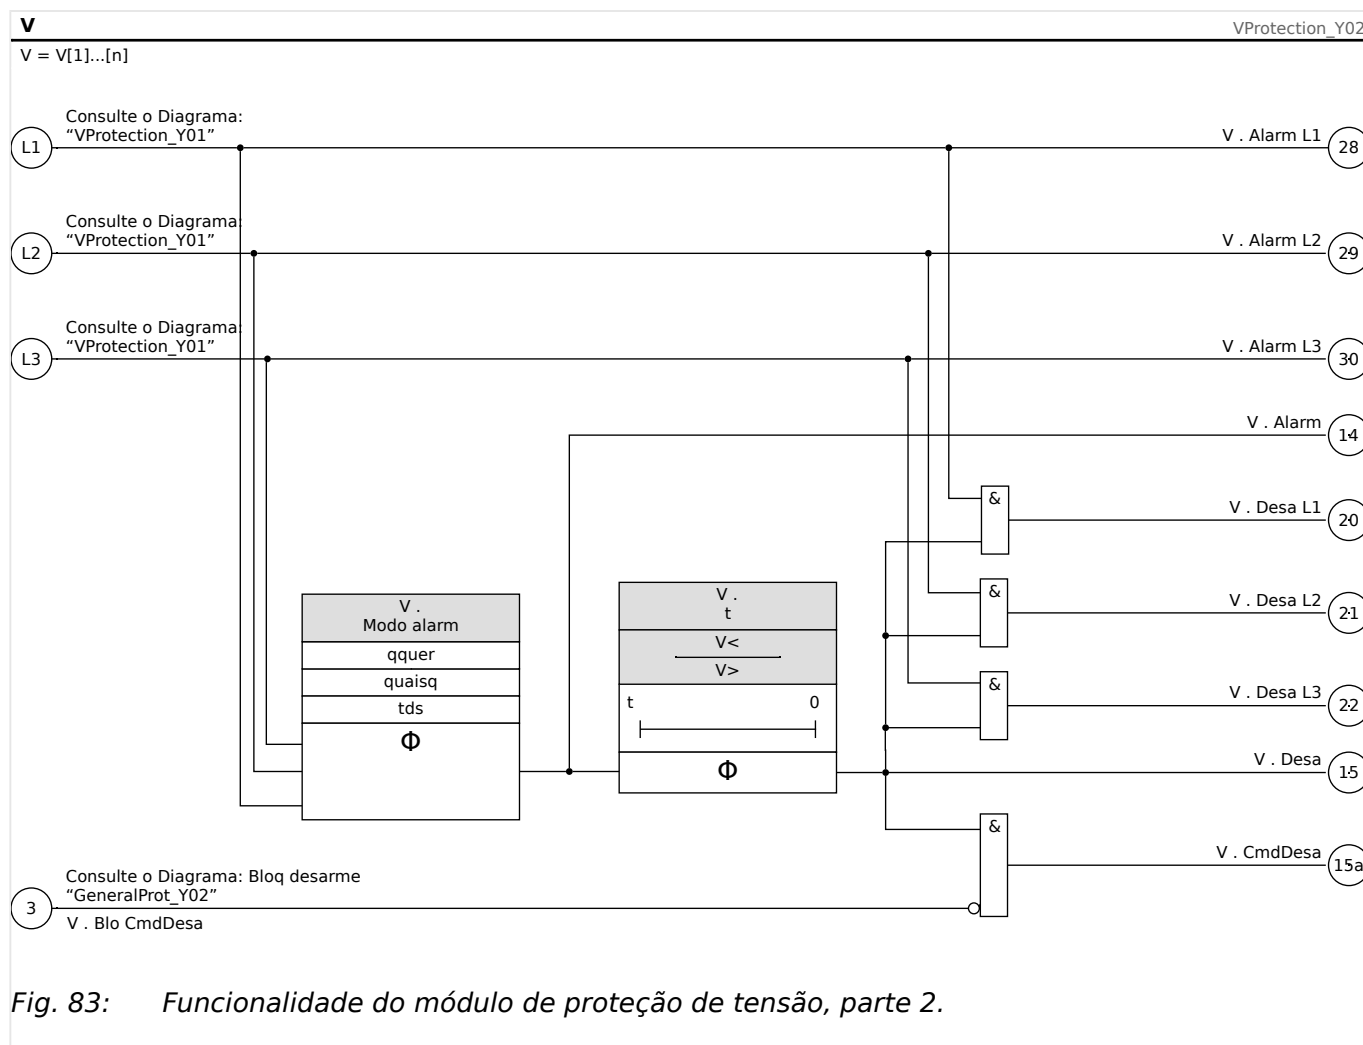 V
VProtection_Y02
V = V[1]...[n]
Consulte o Diagrama:
“VProtection_Y01”
L1
V . Alarm L1
28
Consulte o Diagrama:
“VProtection_Y01”
L2
V . Alarm L2
29
Consulte o Diagrama:
“VProtection_Y01”
L3
V . Alarm L3
30
V . Alarm
14
&
V . Desa L1
20
&
V . Desa L2
21
V .
Modo alarm
qquer
quaisq
tds
Φ
V .
t
V<
V>
t 0
Φ
&
V . Desa L3
22
V . Desa
15
&
V . CmdDesa
15a
Consulte o Diagrama: Bloq desarme
“GeneralProt_Y02”
3
V . Blo CmdDesa
Fig. 83: Funcionalidade do módulo de proteção de tensão, parte 2.